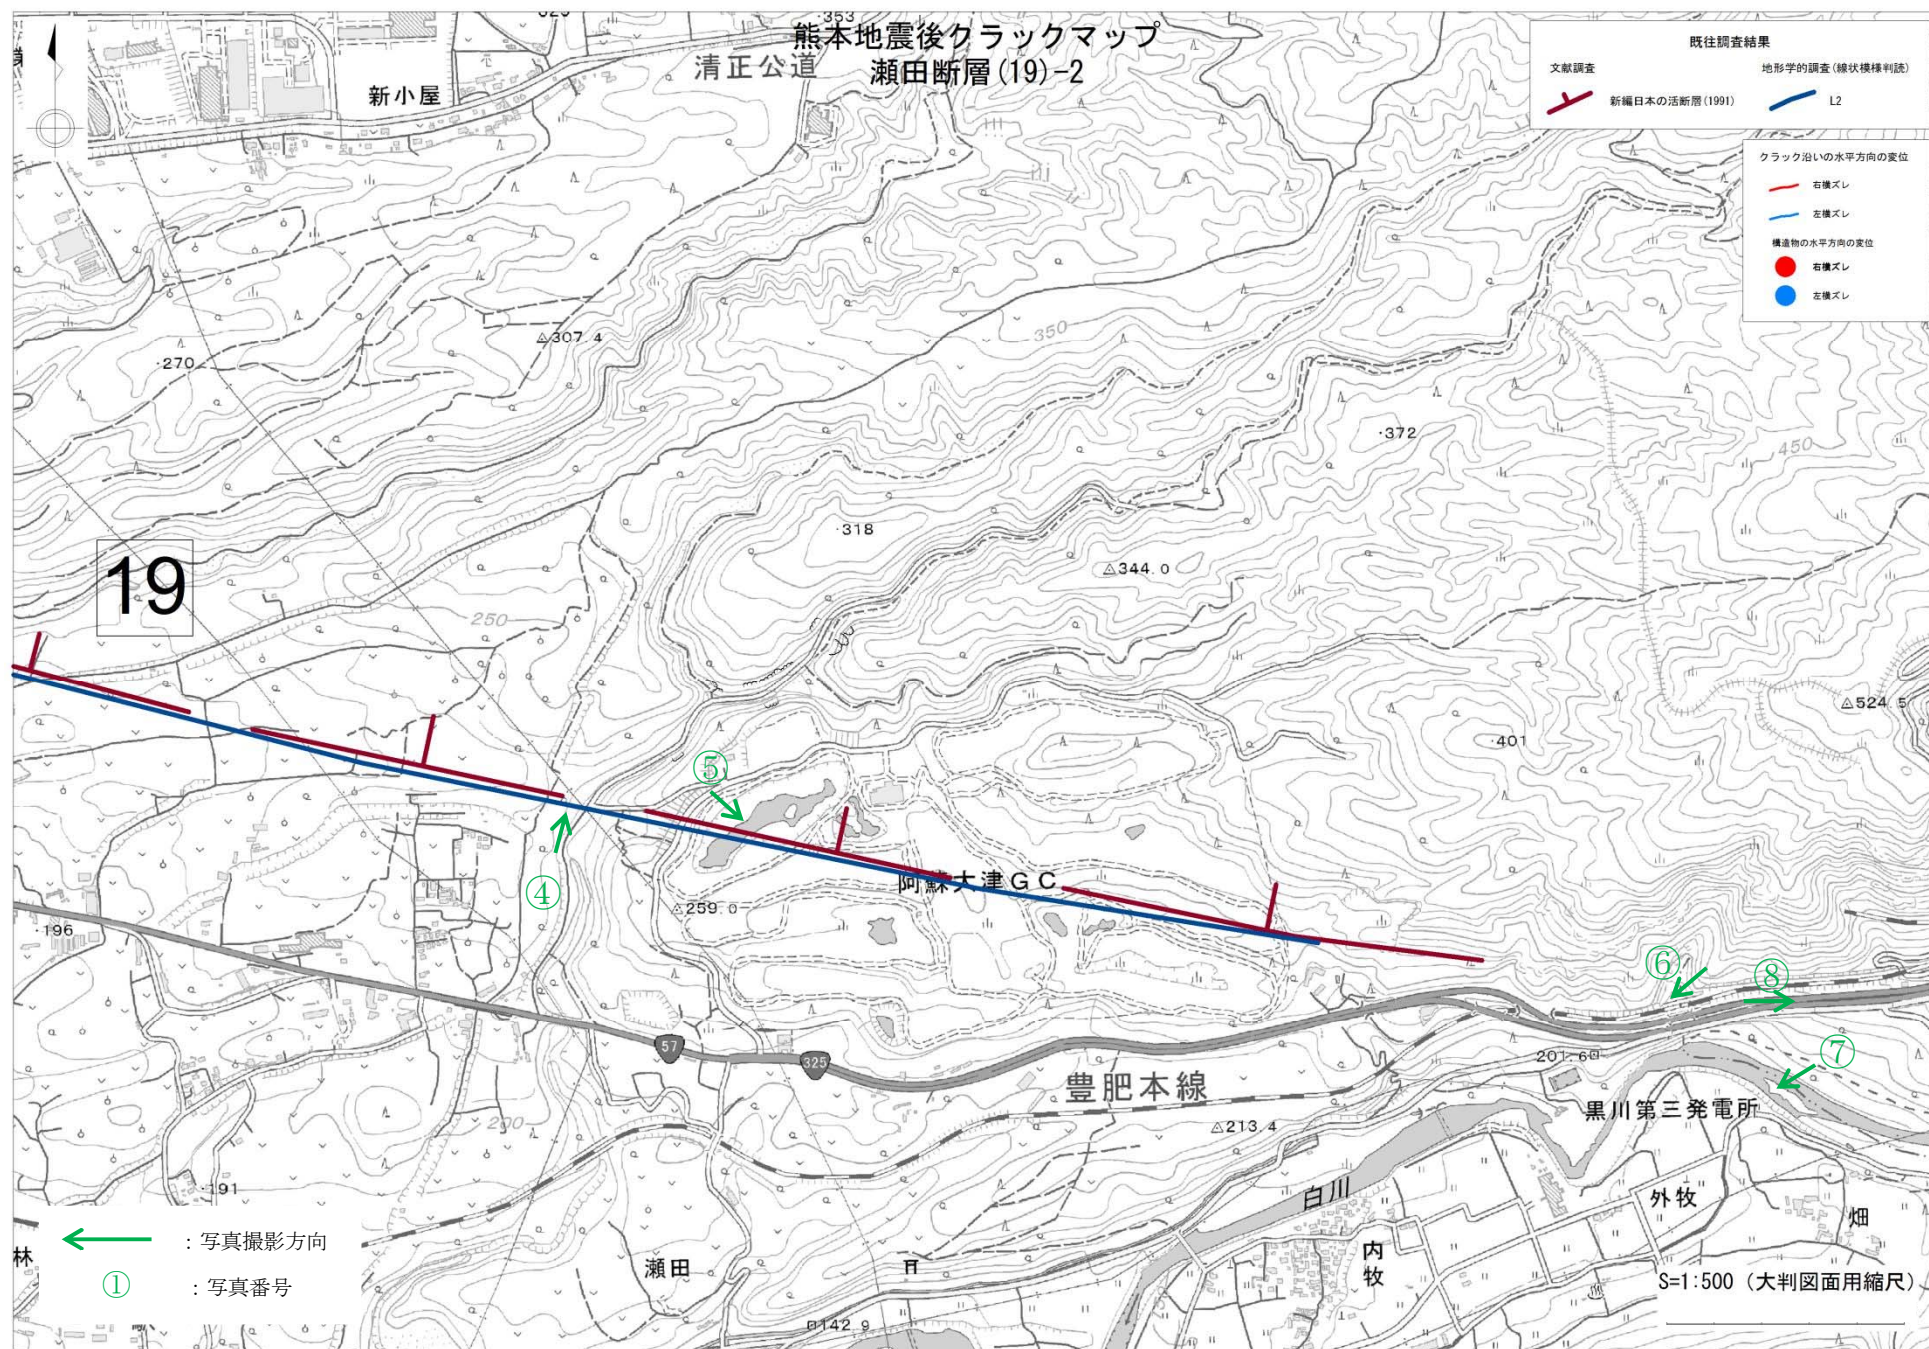 熊本地震後クラックマップ
瀬田断層(19)-2
既往調査結果
文献調査
地形学的調査(線状模様判読)
新編日本の活断層(1991)
L2
クラック沿いの水平方向の変位
右横ズレ
左横ズレ
構造物の水平方向の変位
右横ズレ
左横ズレ
353
清正公道
新小屋
307.4
270
350
372
450
318
344.0
19
250
524.5
401
⑤
④
阿蘇大津GC
259.0
196
⑥
⑧
⑦
57
325
201.6
豊肥本線
黒川第三発電所
213.4
200
191
白川
外牧
畑
内牧
瀬田
林
142.9
:写真撮影方向
① :写真番号
S=1:500 (大判図面用縮尺)